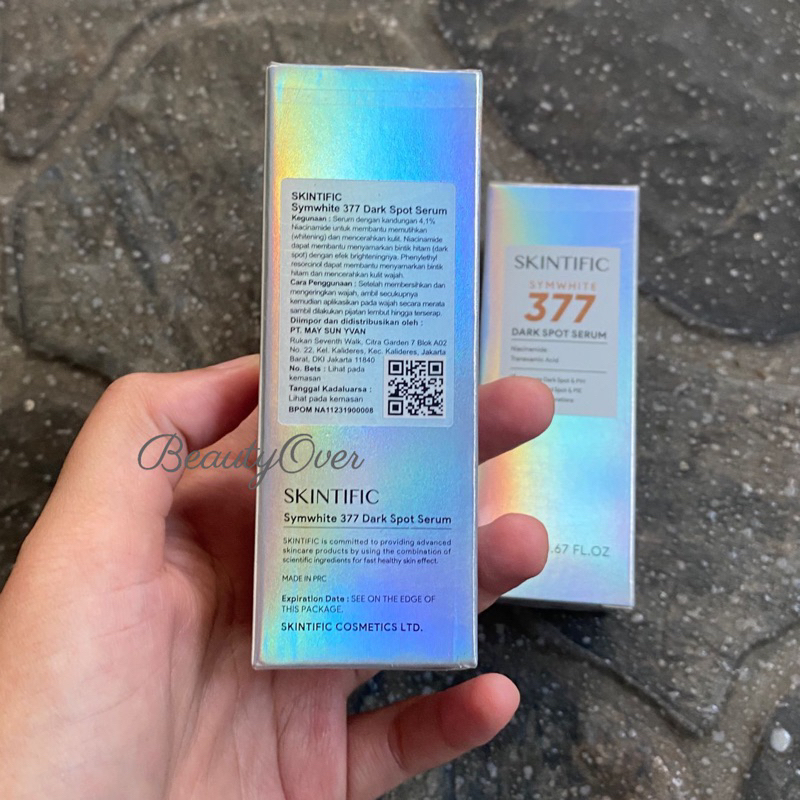 SKINTIFIC
Symwhite 377 Dark Spot Serum
Kegunaan : Serum dengan kandungan 4,1%
Niacinamide untuk membantu memutihkan
(whitening) dan mencerahkan kulit. Niacinamide
dapat membantu menyamarkan bintik hitam (dark
spot) dengan efek brighteningnya. Phenylethyl
resorcinol dapat membantu menyamarkan bintik
hitam dan mencerahkan kulit wajah.
Cara Penggunaan : Setelah membersihkan dan
mengeringkan wajah, ambil secukupnya
kemudian aplikasikan pada wajah secara merata
sambil dilakukan pijatan lembut hingga terserap.
Diimpor dan didistribusikan oleh :
PT. MAY SUN YVAN
Rukan Seventh Walk, Citra Garden 7 Blok A02
No. 22, Kel. Kalideres, Kec. Kalideres, Jakarta
Barat, DKI Jakarta 11840
No. Bets : Lihat pada
kemasan
Tanggal Kadaluarsa :
Lihat pada kemasan
BPOM NA11231900008
BeautyOver
SKINTIFIC
Symwhite 377 Dark Spot Serum
SKINTIFIC is committed to providing advanced
skincare products by using the combination of
scientific ingredients for fast healthy skin effect.
MADE IN PRC
Expiration Date : SEE ON THE EDGE OF
THIS PACKAGE.
SKINTIFIC COSMETICS LTD.
SKINTIFIC
SYMWHITE
377
DARK SPOT SERUM
Niacinamide
Tranexamic Acid
Dark Spot & PIH
Spot & PIE
.67 FL.OZ